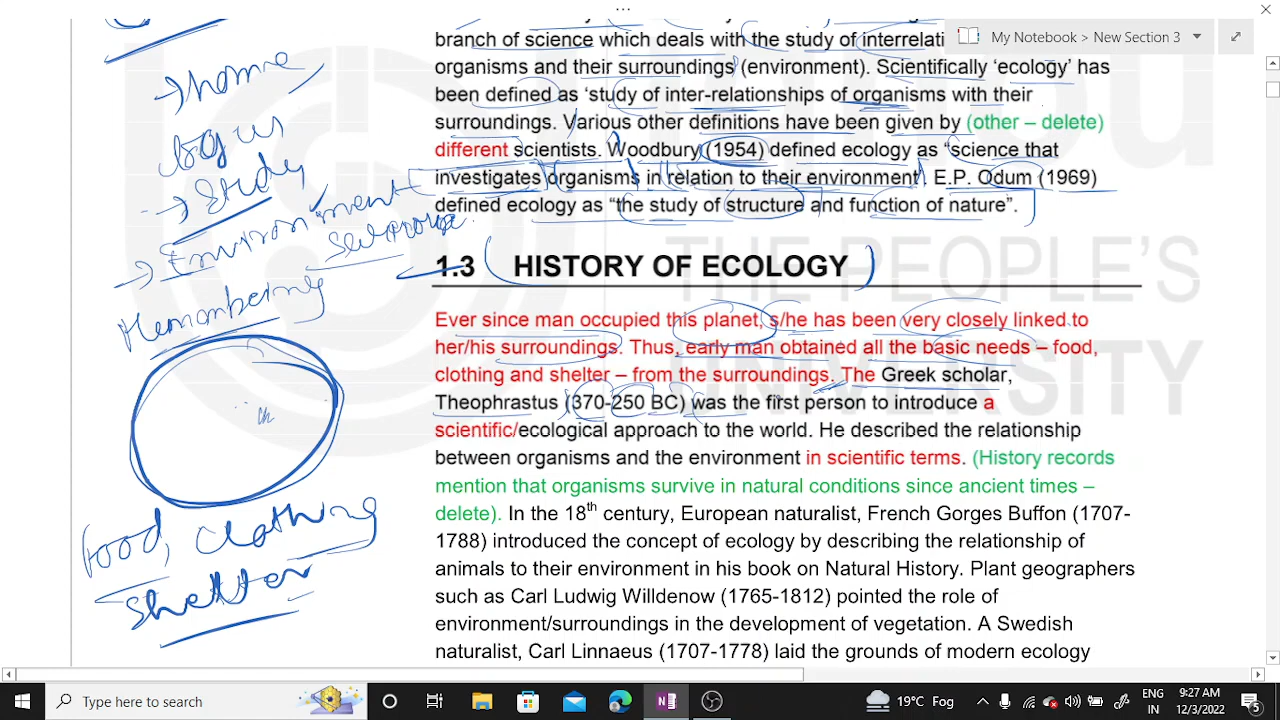 My Notebook > New Section 3
branch of science which deals with the study of interrelati
organisms and their surroundings (environment). Scientifically ‘ecology’ has
been defined as ‘study of inter-relationships of organisms with their
surroundings. Various other definitions have been given by (other – delete)
different scientists. Woodbury (1954) defined ecology as “science that
investigates organisms in relation to their environment”. E.P. Odum (1969)
defined ecology as “the study of structure and function of nature”.
1.3 HISTORY OF ECOLOGY
Ever since man occupied this planet, s/he has been very closely linked to
her/his surroundings. Thus, early man obtained all the basic needs – food,
clothing and shelter – from the surroundings. The Greek scholar,
Theophrastus (370-250 BC) was the first person to introduce a
scientific/ecological approach to the world. He described the relationship
between organisms and the environment in scientific terms. (History records
mention that organisms survive in natural conditions since ancient times –
delete). In the 18th century, European naturalist, French Gorges Buffon (1707-
1788) introduced the concept of ecology by describing the relationship of
animals to their environment in his book on Natural History. Plant geographers
such as Carl Ludwig Willdenow (1765-1812) pointed the role of
environment/surroundings in the development of vegetation. A Swedish
naturalist, Carl Linnaeus (1707-1778) laid the grounds of modern ecology
home
logus
Study
Environment
Food, Clothing
Shelter
THE PEOPLE'S
UNIVERSITY
Type here to search
19°C Fog
ENG
IN
9:27 AM
12/3/2022
5